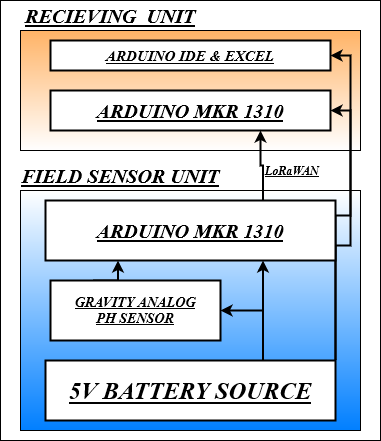 RECIEVING UNIT
ARDUINO IDE & EXCEL
ARDUINO MKR 1310
LoRaWAN
FIELD SENSOR UNIT
ARDUINO MKR 1310
GRAVITY ANALOG
PH SENSOR
5V BATTERY SOURCE